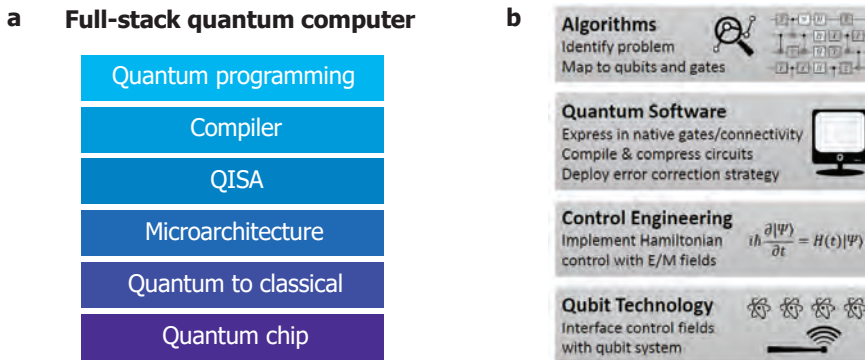 a
Full-stack quantum computer
Quantum programming
Compiler
QISA
Microarchitecture
Quantum to classical
Quantum chip
b
Algorithms
Identify problem
Map to qubits and gates
Quantum Software
Express in native gates/connectivity
Compile & compress circuits
Deploy error correction strategy
Control Engineering
Implement Hamiltonian
control with E/M fields
iħ ∂|Ψ⟩/∂t = H(t)|Ψ⟩
Qubit Technology
Interface control fields
with qubit system